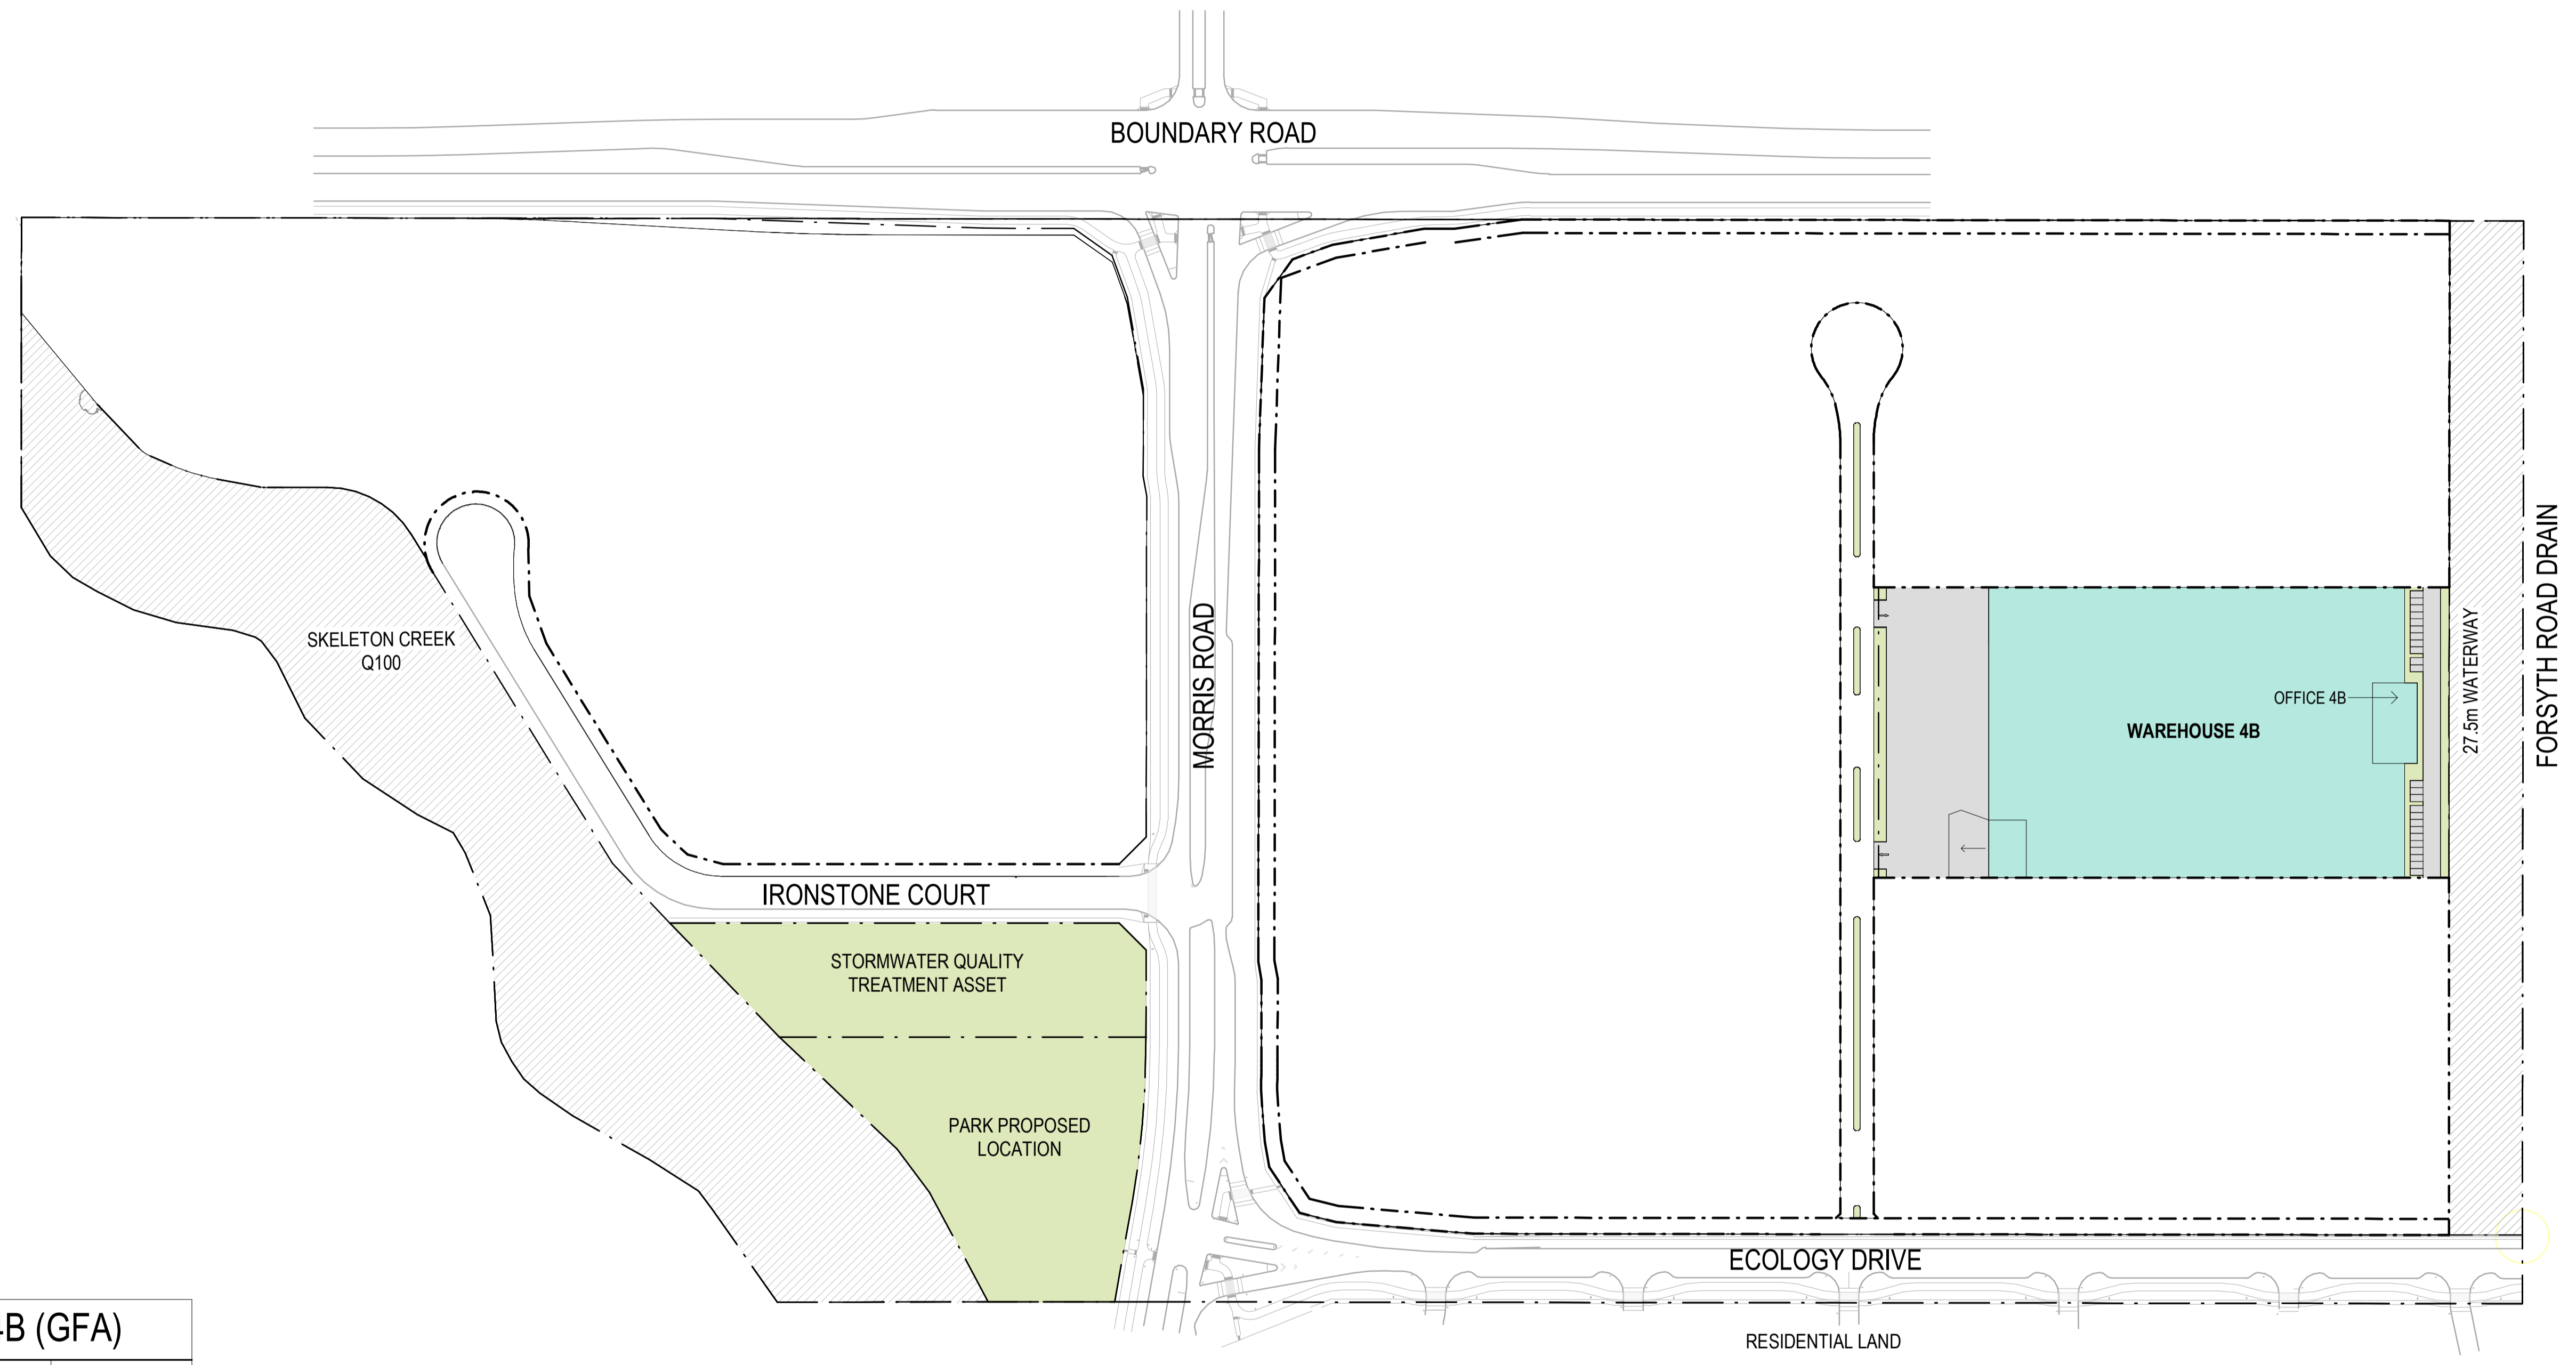 BOUNDARY ROAD
SKELETON CREEK
Q100
MORRIS ROAD
OFFICE 4B
WAREHOUSE 4B
27.5m WATERWAY
FORSYTH ROAD DRAIN
IRONSTONE COURT
STORMWATER QUALITY
TREATMENT ASSET
PARK PROPOSED
LOCATION
ECOLOGY DRIVE
RESIDENTIAL LAND
B (GFA)